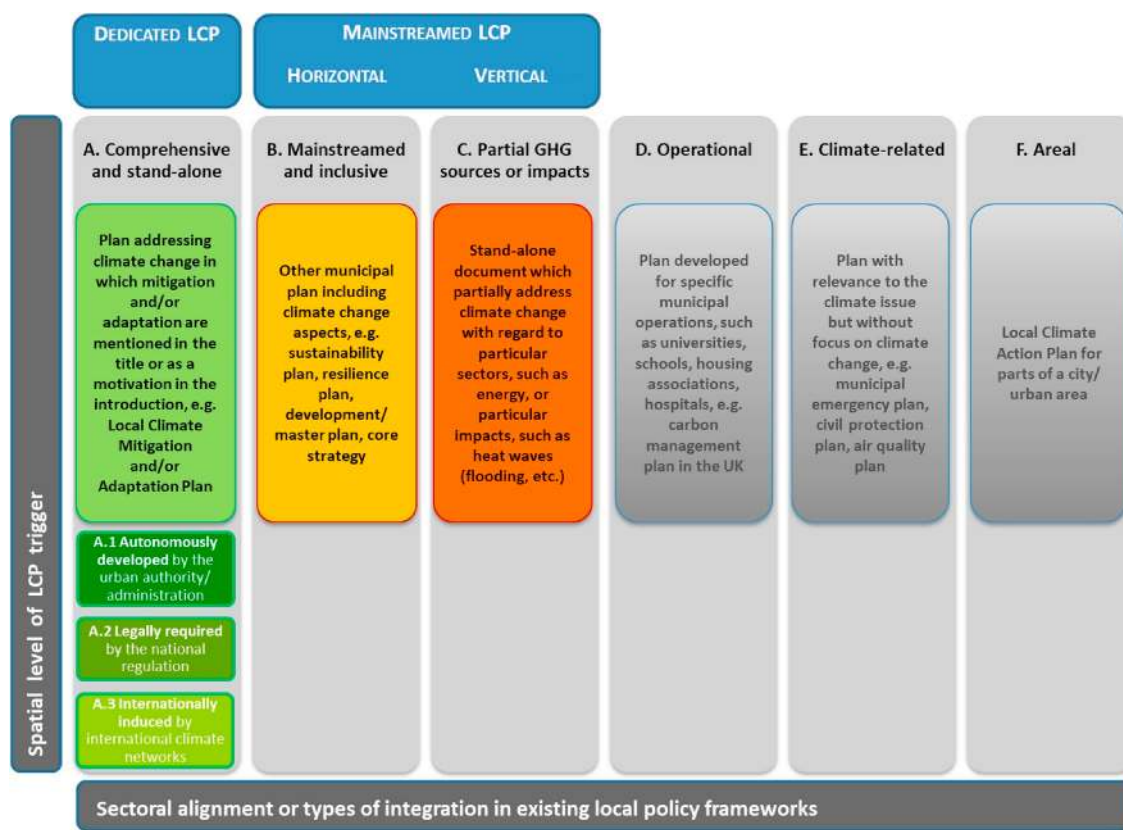 DEDICATED LCP
MAINSTREAMED LCP
HORIZONTAL
VERTICAL
A. Comprehensive
and stand-alone
Plan addressing
climate change in
which mitigation
and/or
adaptation are
mentioned in the
title or as a
motivation in the
introduction, e.g.
Local Climate
Mitigation
and/or
Adaptation Plan
A.1 Autonomously
developed by the
urban authority/
administration
A.2 Legally required
by the national
regulation
A.3 Internationally
induced by
international climate
networks
B. Mainstreamed
and inclusive
Other municipal
plan including
climate change
aspects, e.g.
sustainability
plan, resilience
plan,
development/
master plan, core
strategy
C. Partial GHG
sources or impacts
Stand-alone
document which
partially address
climate change
with regard to
particular
sectors, such as
energy, or
particular
impacts, such as
heat waves
(flooding, etc.)
D. Operational
Plan developed
for specific
municipal
operations, such
as universities,
schools, housing
associations,
hospitals, e.g.
carbon
management
plan in the UK
E. Climate-related
Plan with
relevance to the
climate issue
but without
focus on climate
change, e.g.
municipal
emergency plan,
civil protection
plan, air quality
plan
F. Areal
Local Climate
Action Plan for
parts of a city/
urban area
Spatial level of LCP trigger
Sectoral alignment or types of integration in existing local policy frameworks